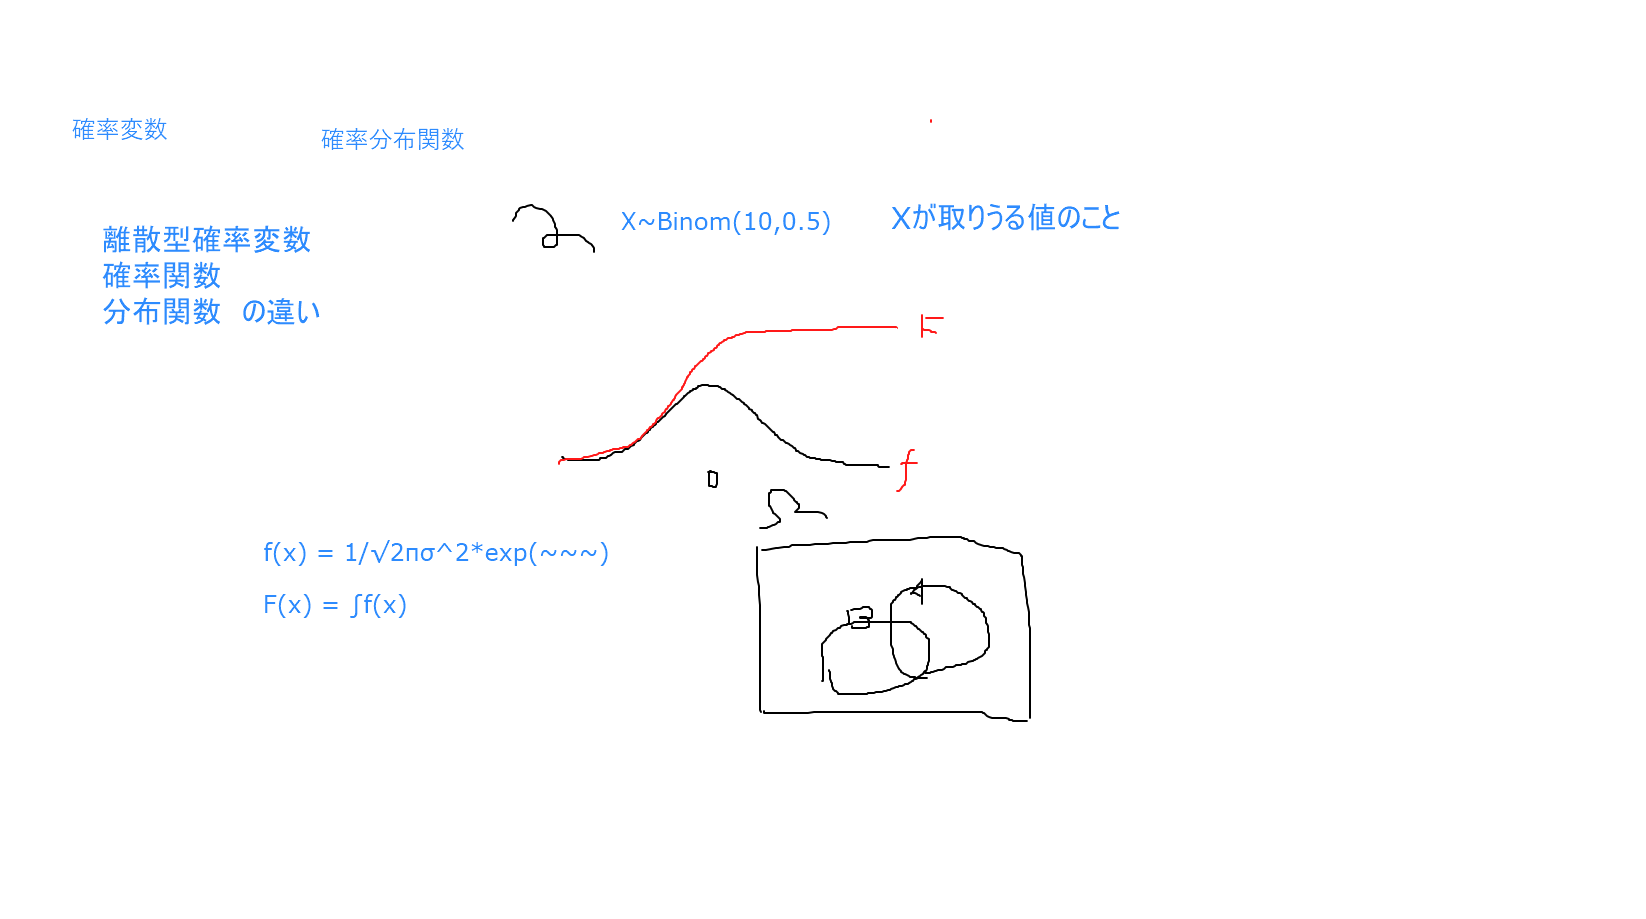 確率変数
確率分布関数
X~Binom(10,0.5)
Xが取りうる値のこと
離散型確率変数
確率関数
分布関数　の違い
F
f
0
Ω
f(x) = 1/√2πσ^2*exp(~~~)
F(x) = ∫f(x)
A
B